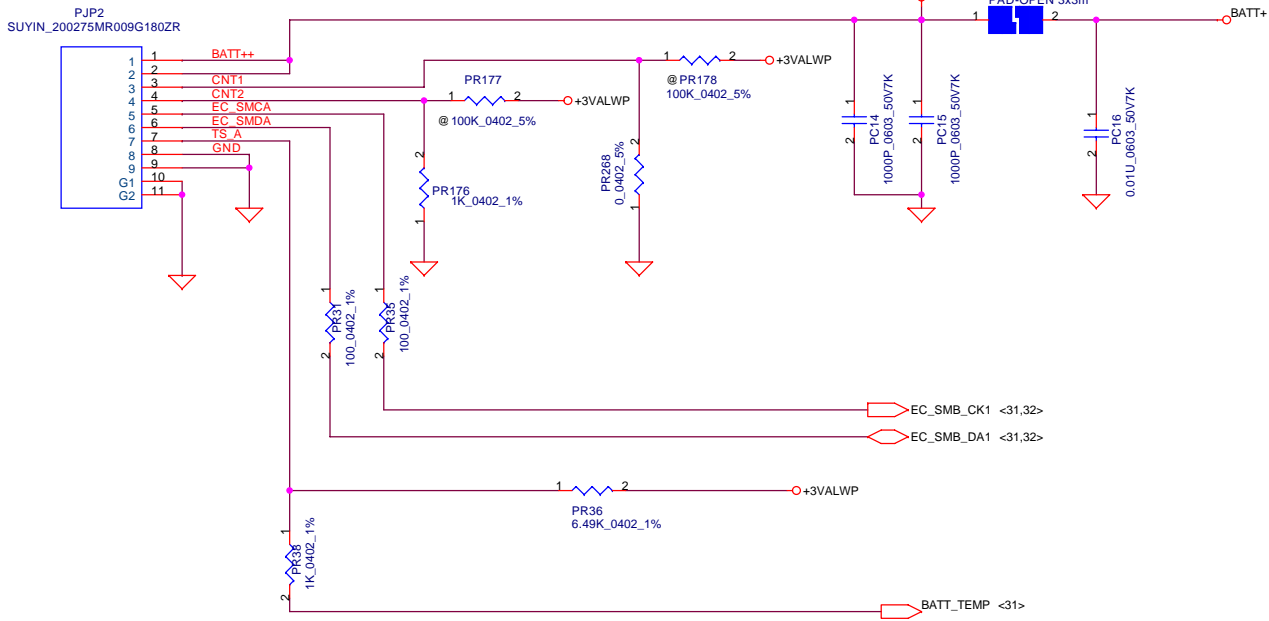 PJP2
SUYIN_200275MR009G180ZR
1
2
3
4
5
6
7
8
9
G1
G2
1
2
3
4
5
6
7
8
9
10
11
BATT++
CNT1
CNT2
EC_SMCA
EC_SMDA
TS_A
GND
PR177
1
2
+3VALWP
@ 100K_0402_5%
1
2
+3VALWP
@ PR178
100K_0402_5%
2
PR176
1K_0402_1%
1
2
PR268
0_0402_5%
1
PAD-OPEN 3x3m
1
2
BATT+
1
PC14
1000P_0603_50V7K
2
1
PC15
1000P_0603_50V7K
2
1
PC16
0.01U_0603_50V7K
2
1
PR31
100_0402_1%
2
1
PR35
100_0402_1%
2
EC_SMB_CK1 <31,32>
EC_SMB_DA1 <31,32>
1
2
+3VALWP
PR36
6.49K_0402_1%
1
PR38
1K_0402_1%
2
BATT_TEMP <31>